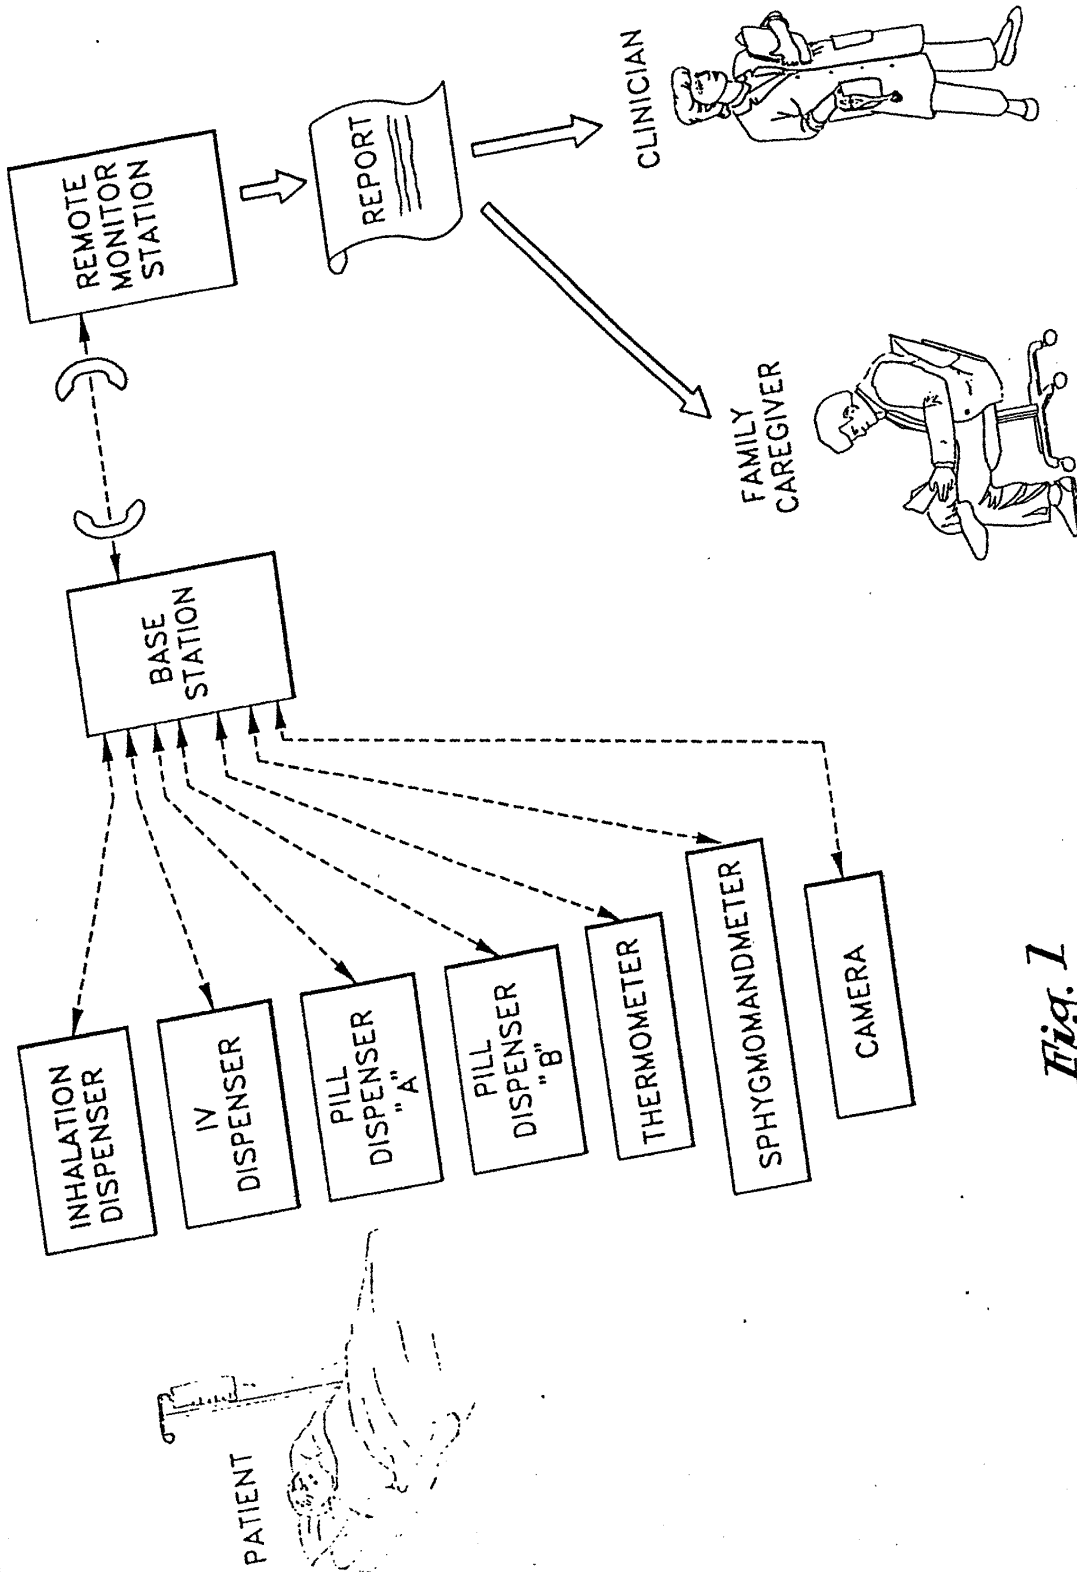 PATIENT
INHALATION
DISPENSER
IV
DISPENSER
PILL
DISPENSER
"A"
PILL
DISPENSER
"B"
THERMOMETER
SPHYGMOMANDMETER
CAMERA
BASE
STATION
REMOTE
MONITOR
STATION
REPORT
FAMILY
CAREGIVER
CLINICIAN
Fig. 1